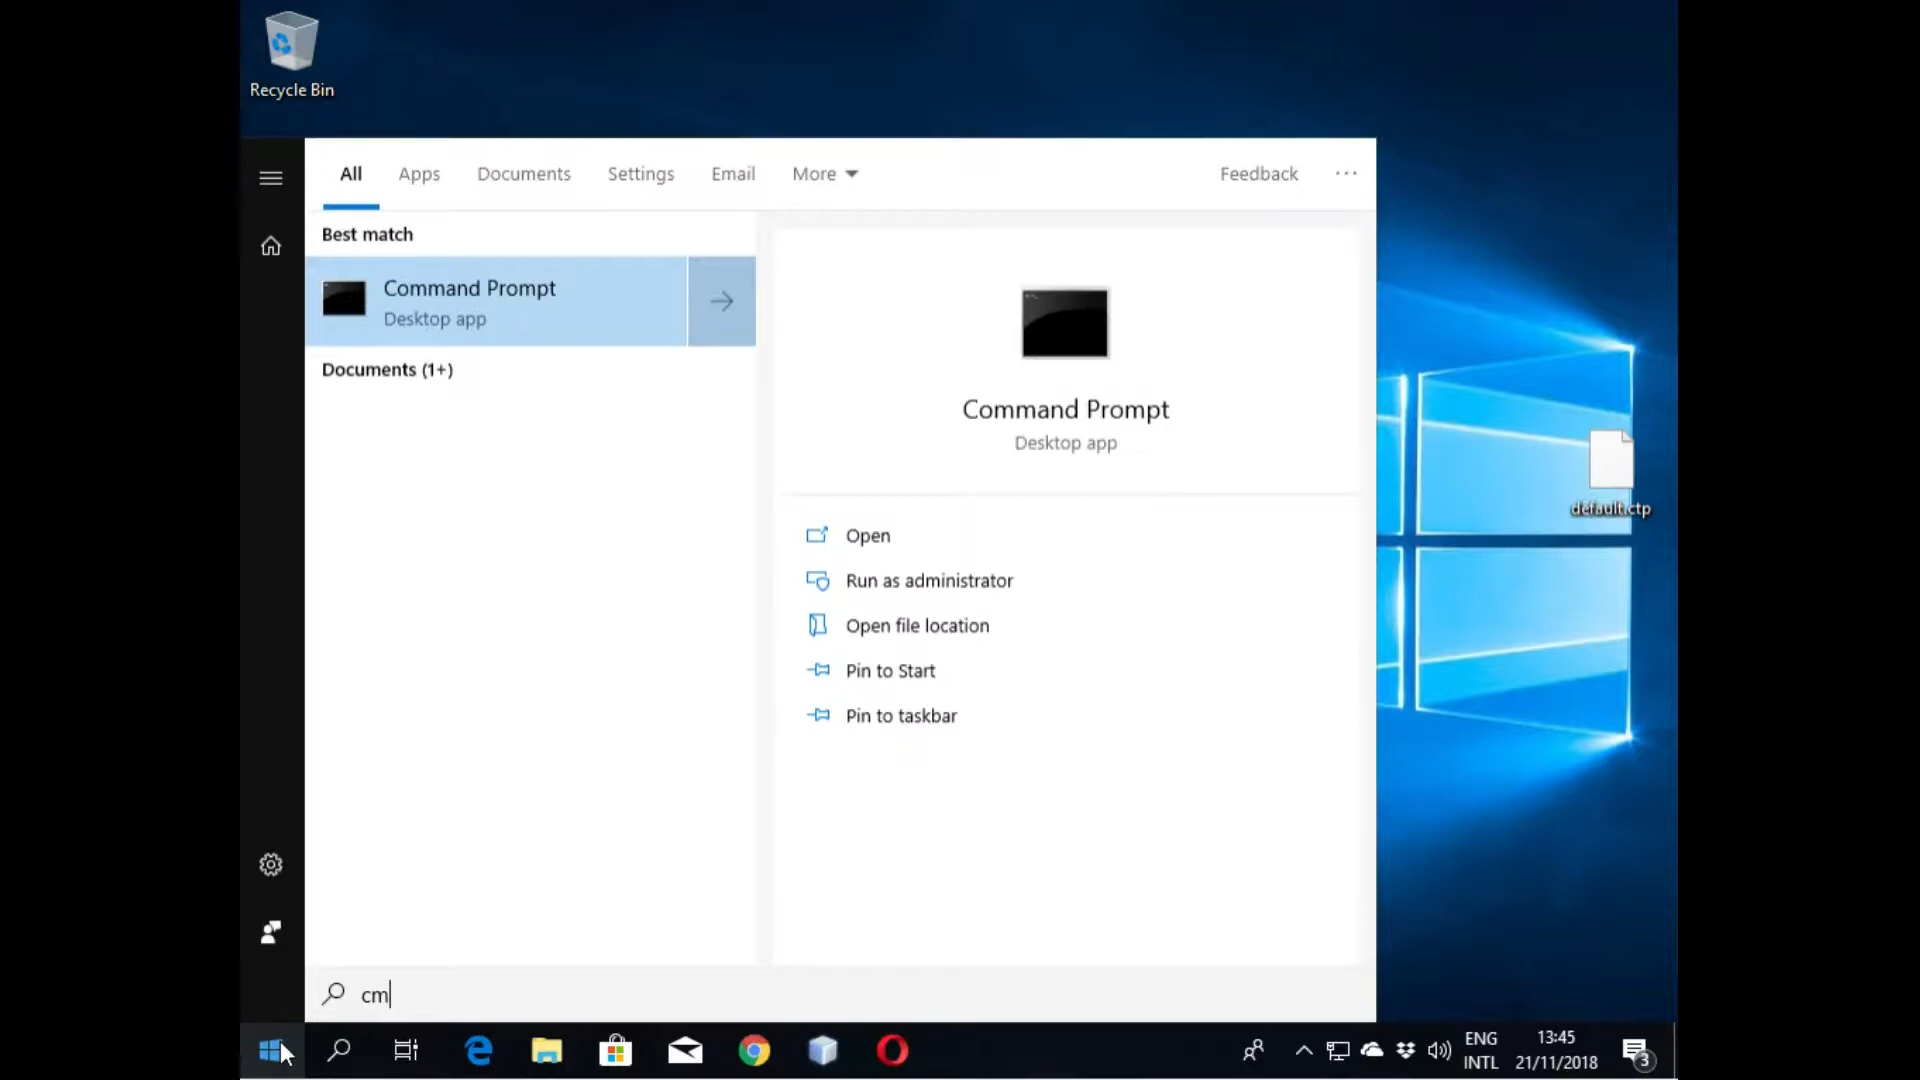 Recycle Bin
All Apps Documents Settings Email More Feedback
Best match
Command Prompt
Desktop app
Documents (1+)
Command Prompt
Desktop app
Open
Run as administrator
Open file location
Pin to Start
Pin to taskbar
default.ctp
cm
ENG
INTL
13:45
21/11/2018
3